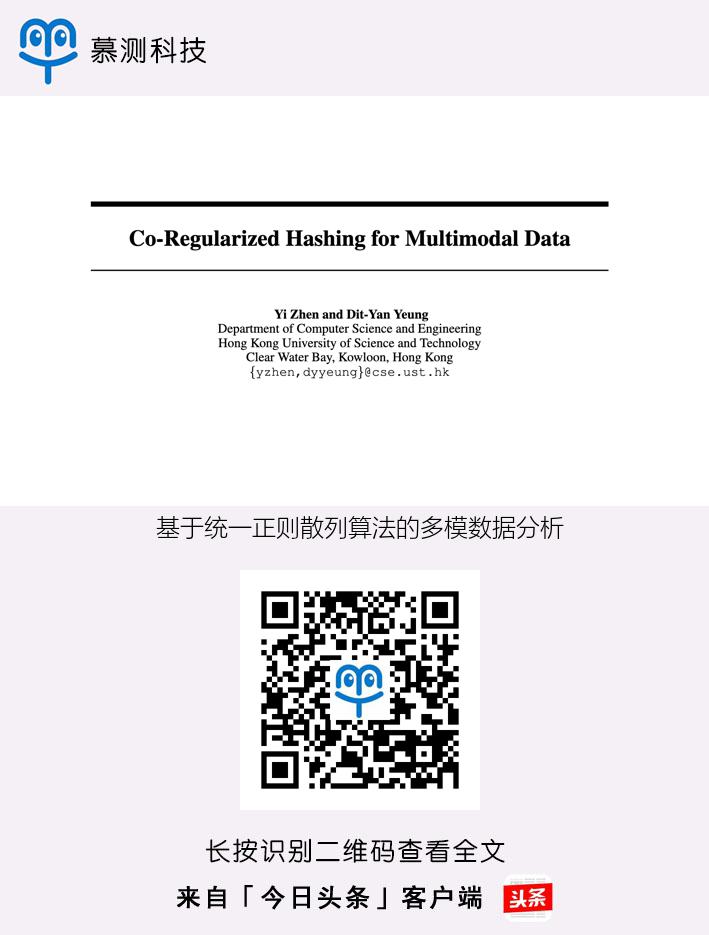 慕测科技
Co-Regularized Hashing for Multimodal Data
Yi Zhen and Dit-Yan Yeung
Department of Computer Science and Engineering
Hong Kong University of Science and Technology
Clear Water Bay, Kowloon, Hong Kong
{yzhen,dyyeung}@cse.ust.hk
基于统一正则散列算法的多模数据分析
长按识别二维码查看全文
来自「今日头条」客户端 头条